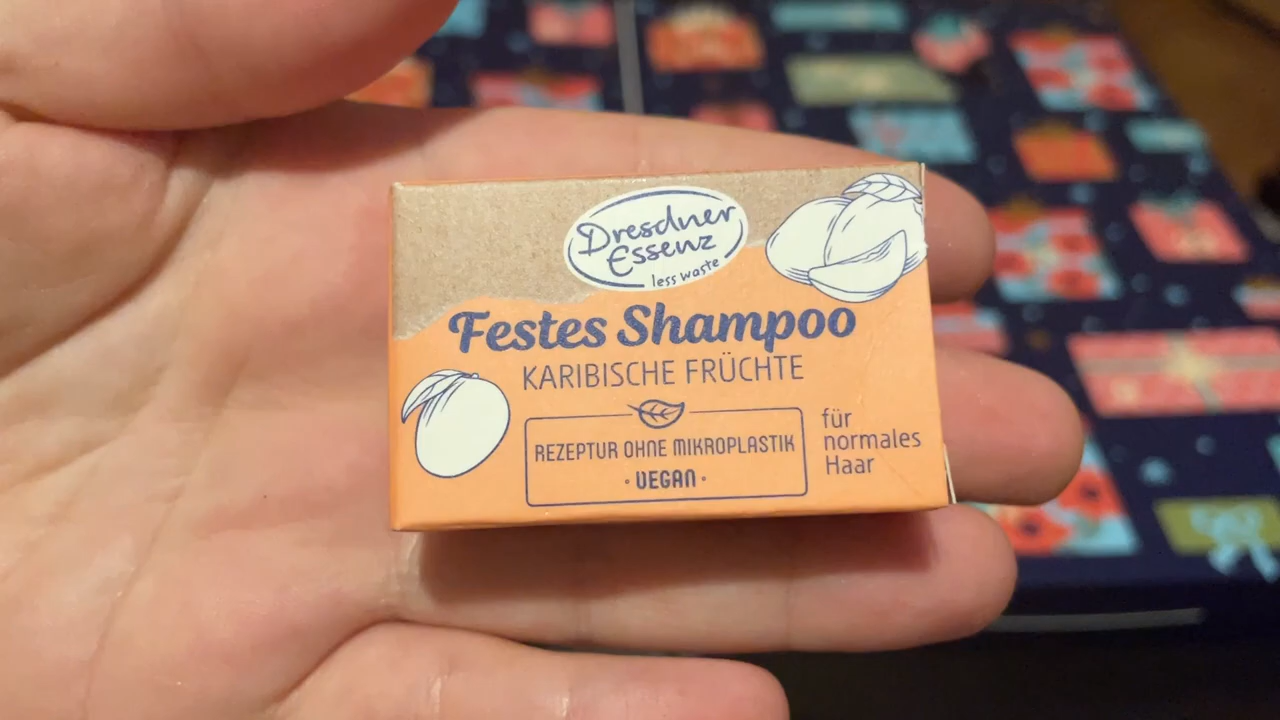 Dresdner
Essenz
less waste
Festes Shampoo
KARIBISCHE FRÜCHTE
REZEPTUR OHNE MIKROPLASTIK
· VEGAN ·
für
normales
Haar